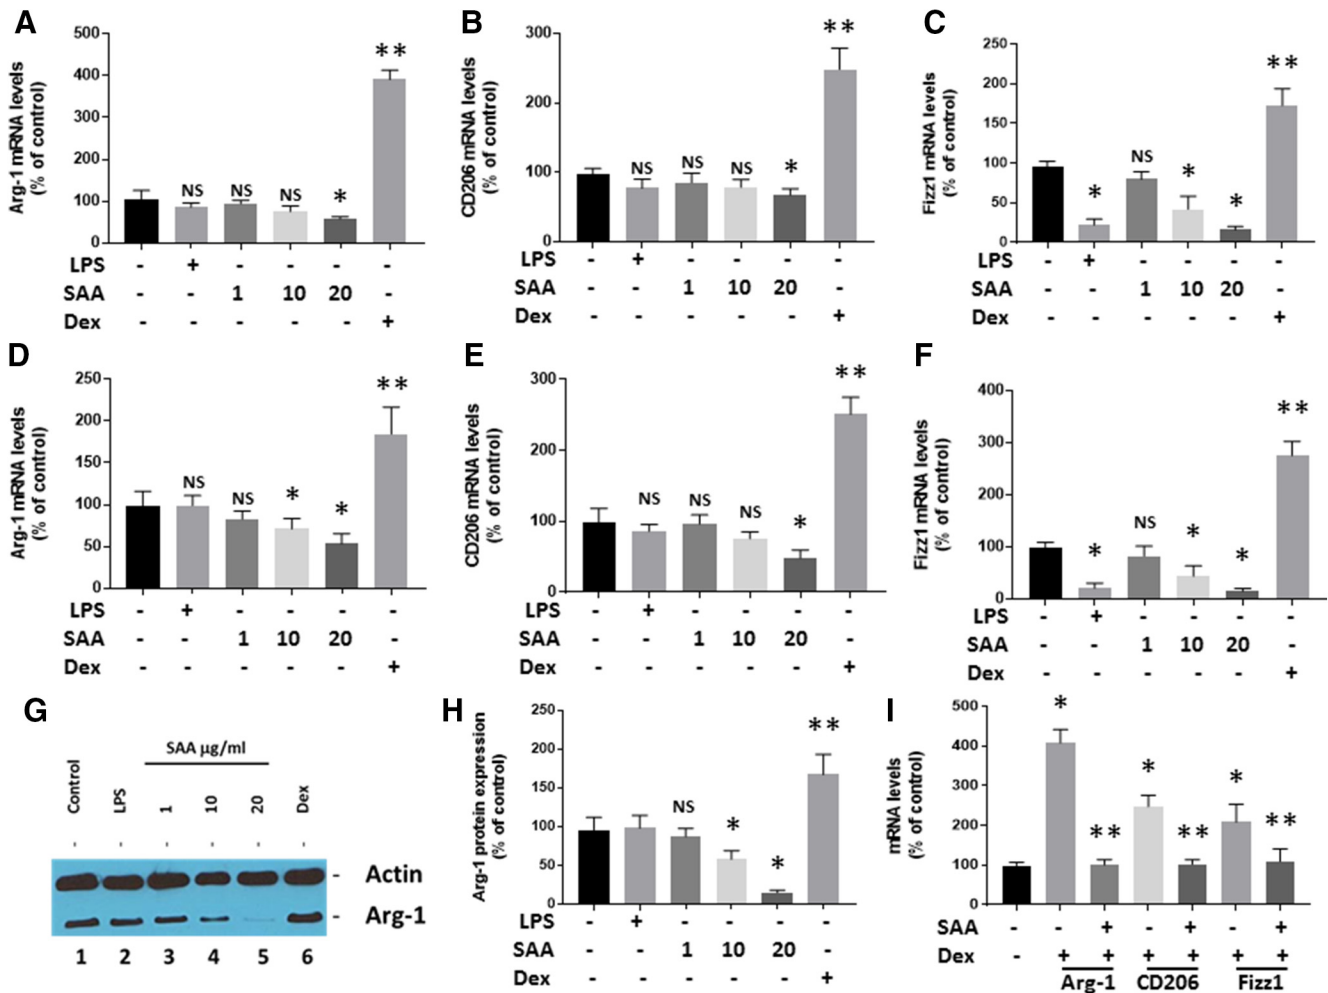 A
Arg-1 mRNA levels
(% of control)
500
400
300
200
100
0
NS NS NS * **
LPS - + - - - -
SAA - - 1 10 20 -
Dex - - - - - +
B
CD206 mRNA levels
(% of control)
300
200
100
0
NS NS NS * **
LPS - + - - - -
SAA - - 1 10 20 -
Dex - - - - - +
C
Fizz1 mRNA levels
(% of control)
250
200
150
100
50
0
* NS * * **
LPS - + - - - -
SAA - - 1 10 20 -
Dex - - - - - +
D
Arg-1 mRNA levels
(% of control)
250
200
150
100
50
0
NS NS * * **
LPS - + - - - -
SAA - - 1 10 20 -
Dex - - - - - +
E
CD206 mRNA levels
(% of control)
300
200
100
0
NS NS NS * **
LPS - + - - - -
SAA - - 1 10 20 -
Dex - - - - - +
F
Fizz1 mRNA levels
(% of control)
400
300
200
100
0
* NS * * **
LPS - + - - - -
SAA - - 1 10 20 -
Dex - - - - - +
G
SAA µg/ml
Control LPS 1 10 20 Dex
- - - - - -
- Actin
- Arg-1
1 2 3 4 5 6
H
Arg-1 protein expression
(% of control)
250
200
150
100
50
0
NS * * **
LPS - + - - - -
SAA - - 1 10 20 -
Dex - - - - - +
I
mRNA levels
(% of control)
500
400
300
200
100
0
* ** * ** * **
SAA - - + - + - +
Dex - + + + + + +
Arg-1 CD206 Fizz1